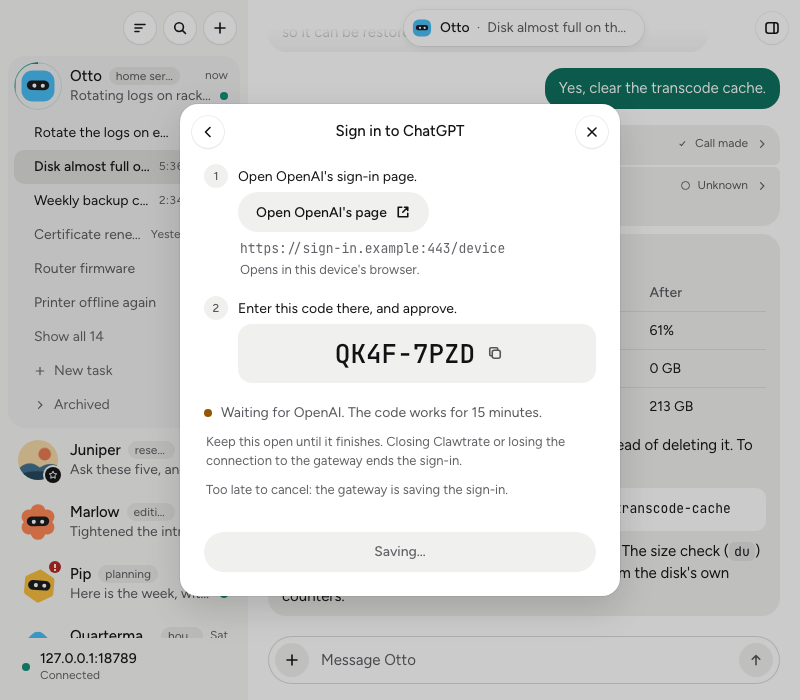 Otto
home ser...
now
Rotating logs on rack...
Rotate the logs on e...
Disk almost full o...
5:36
Weekly backup c...
2:34
Certificate rene...
Yeste
Router firmware
Printer offline again
Show all 14
New task
Archived
Juniper
rese...
Ask these five, an
Marlow
editi...
Tightened the intr
Pip
planning
Here is the week, wit...
Quarterma
hou...
Sat
127.0.0.1:18789
Connected
so it can be restor
Otto · Disk almost full on th...
Yes, clear the transcode cache.
Call made
Unknown
After
61%
0 GB
213 GB
ead of deleting it. To
transcode-cache
The size check (du)
m the disk's own
counters.
Message Otto
Sign in to ChatGPT
1
Open OpenAI's sign-in page.
Open OpenAI's page
https://sign-in.example:443/device
Opens in this device's browser.
2
Enter this code there, and approve.
QK4F-7PZD
Waiting for OpenAI. The code works for 15 minutes.
Keep this open until it finishes. Closing Clawtrate or losing the
connection to the gateway ends the sign-in.
Too late to cancel: the gateway is saving the sign-in.
Saving...